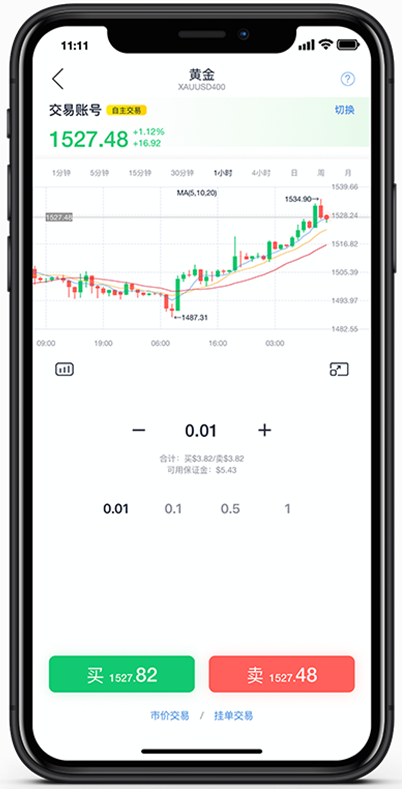 11:11
黄金
XAUUSD400
交易账号 自主交易 切换
1527.48 +1.12%
+16.92
1分钟 5分钟 15分钟 30分钟 1小时 4小时 日 周 月
MA(5,10,20)
1539.66
1534.90→
1527.48
1528.24
1516.82
1505.39
1493.97
←1487.31
1482.55
09:00 19:00 06:00 16:00 03:00
− 0.01 +
合计：买$3.82/卖$3.82
可用保证金：$5.43
0.01 0.1 0.5 1
买 1527.82 卖 1527.48
市价交易 / 挂单交易